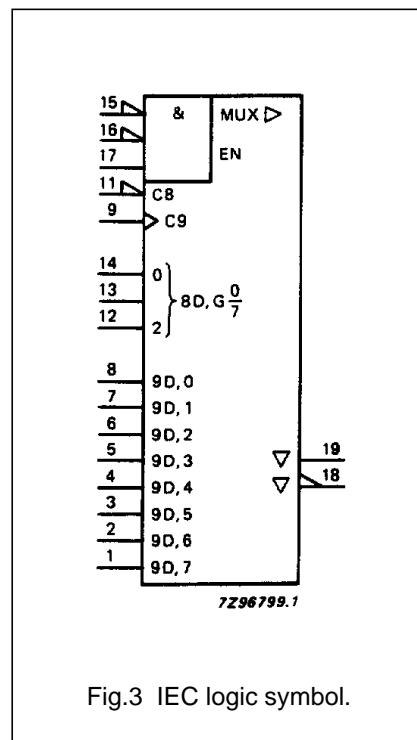 15 & MUX ▷
16
17 EN
11 C8
9 C9
14 0
13 8D, G 0/7
12 2
8 9D, 0
7 9D, 1
6 9D, 2
5 9D, 3 19
4 9D, 4 18
3 9D, 5
2 9D, 6
1 9D, 7
7Z96799.1
Fig.3 IEC logic symbol.